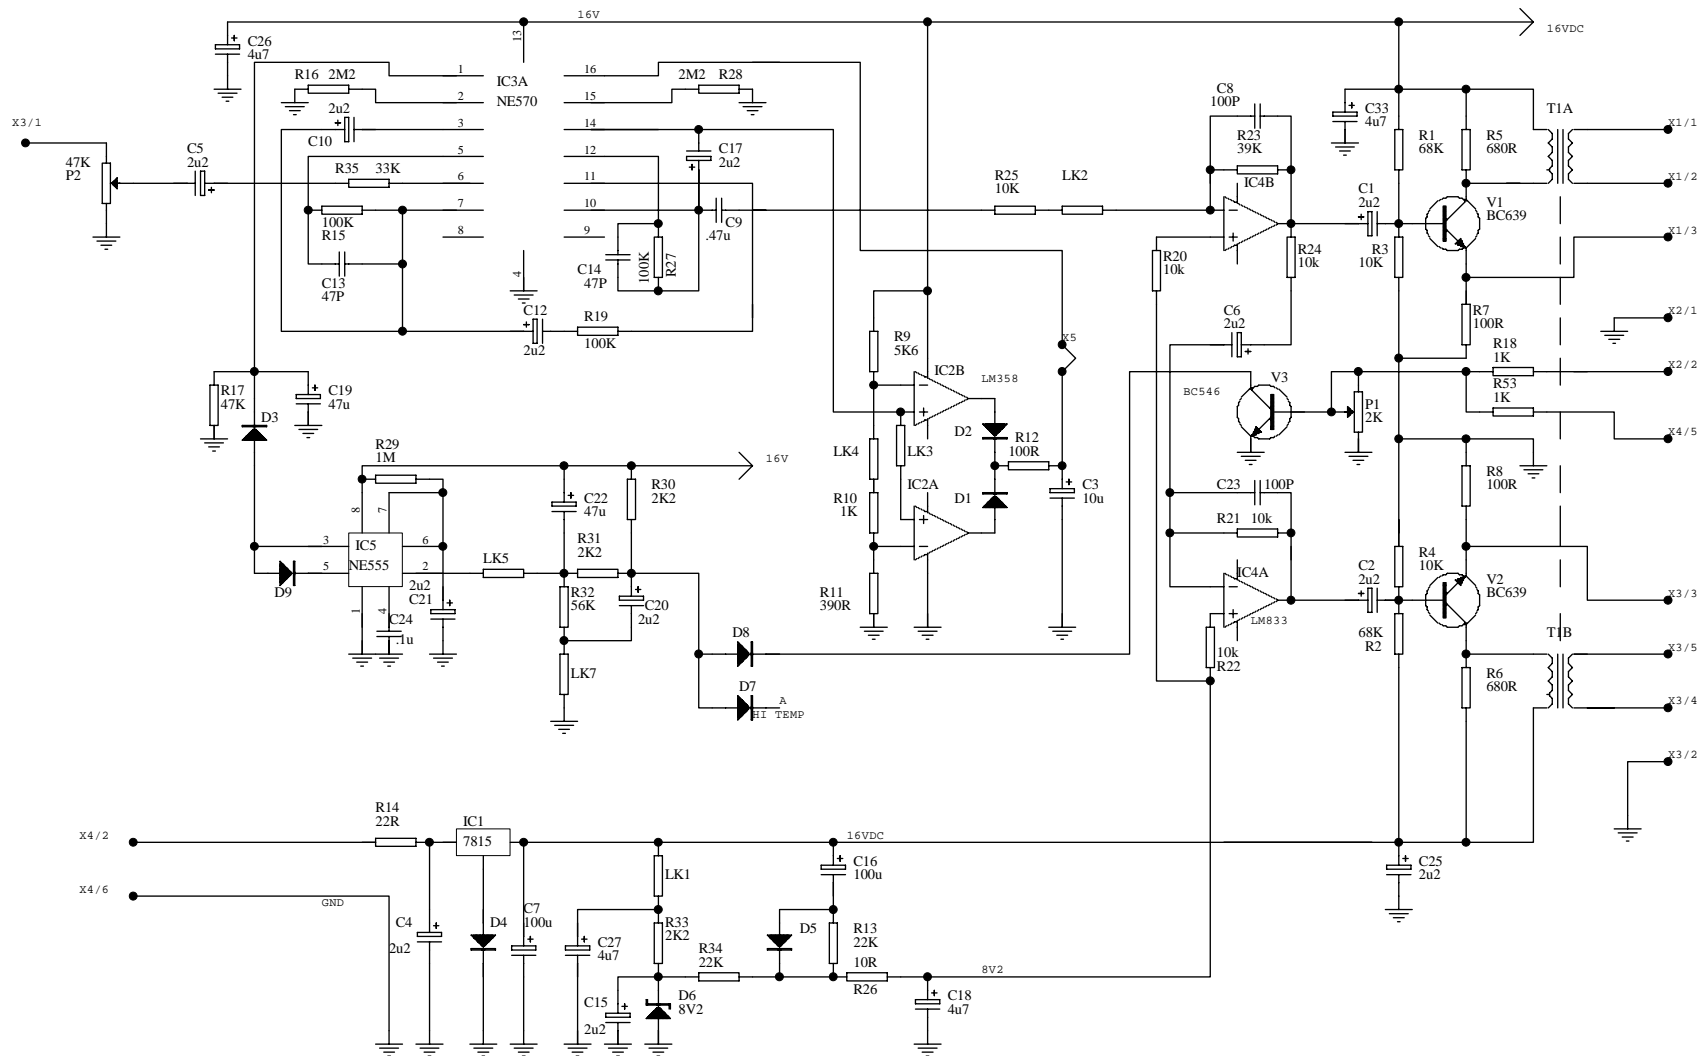 16V
16VDC
13
C26
4u7
1
16
R16 2M2
IC3A
2M2 R28
2
NE570
15
C8
100P
T1A
X3/1
2u2
C10
3
14
C33
4u7
R23
39K
R1
68K
R5
680R
X1/1
47K
P2
C5
2u2
5
12
C17
2u2
R35 33K
6
11
R25
10K
LK2
IC4B
C1
2u2
X1/2
7
10
V1
BC639
100K
R15
C9
.47u
8
9
X1/3
R20
10k
R24
10k
R3
10K
C13
47P
4
C14
47P
100K
R27
C12
2u2
R19
100K
C6
2u2
R7
100R
X2/1
R9
5K6
X5
R18
1K
X2/2
IC2B
LM358
BC546
V3
R53
1K
R17
47K
C19
47u
P1
2K
D3
X4/5
D2
R12
100R
R29
1M
LK4
LK3
16V
R8
100R
R30
2K2
IC2A
C23 100P
C22
47u
R10
1K
D1
C3
10u
8
7
R21 10k
3
IC5
6
R31
2K2
R4
10K
5
NE555
2
LK5
C2
2u2
V2
BC639
D9
2u2
C21
R32
56K
C20
2u2
R11
390R
IC4A
LM833
X3/3
1
4
C24
.1u
D8
68K
R2
T1B
10k
R22
X3/5
LK7
D7
A
HI TEMP
R6
680R
X3/4
X3/2
R14
22R
IC1
7815
X4/2
16VDC
C16
100u
C25
2u2
LK1
X4/6
GND
C4
2u2
D4
C7
100u
C27
4u7
R33
2K2
D5
R13
22K
R34
22K
10R
R26
8V2
C15
2u2
D6
8V2
C18
4u7